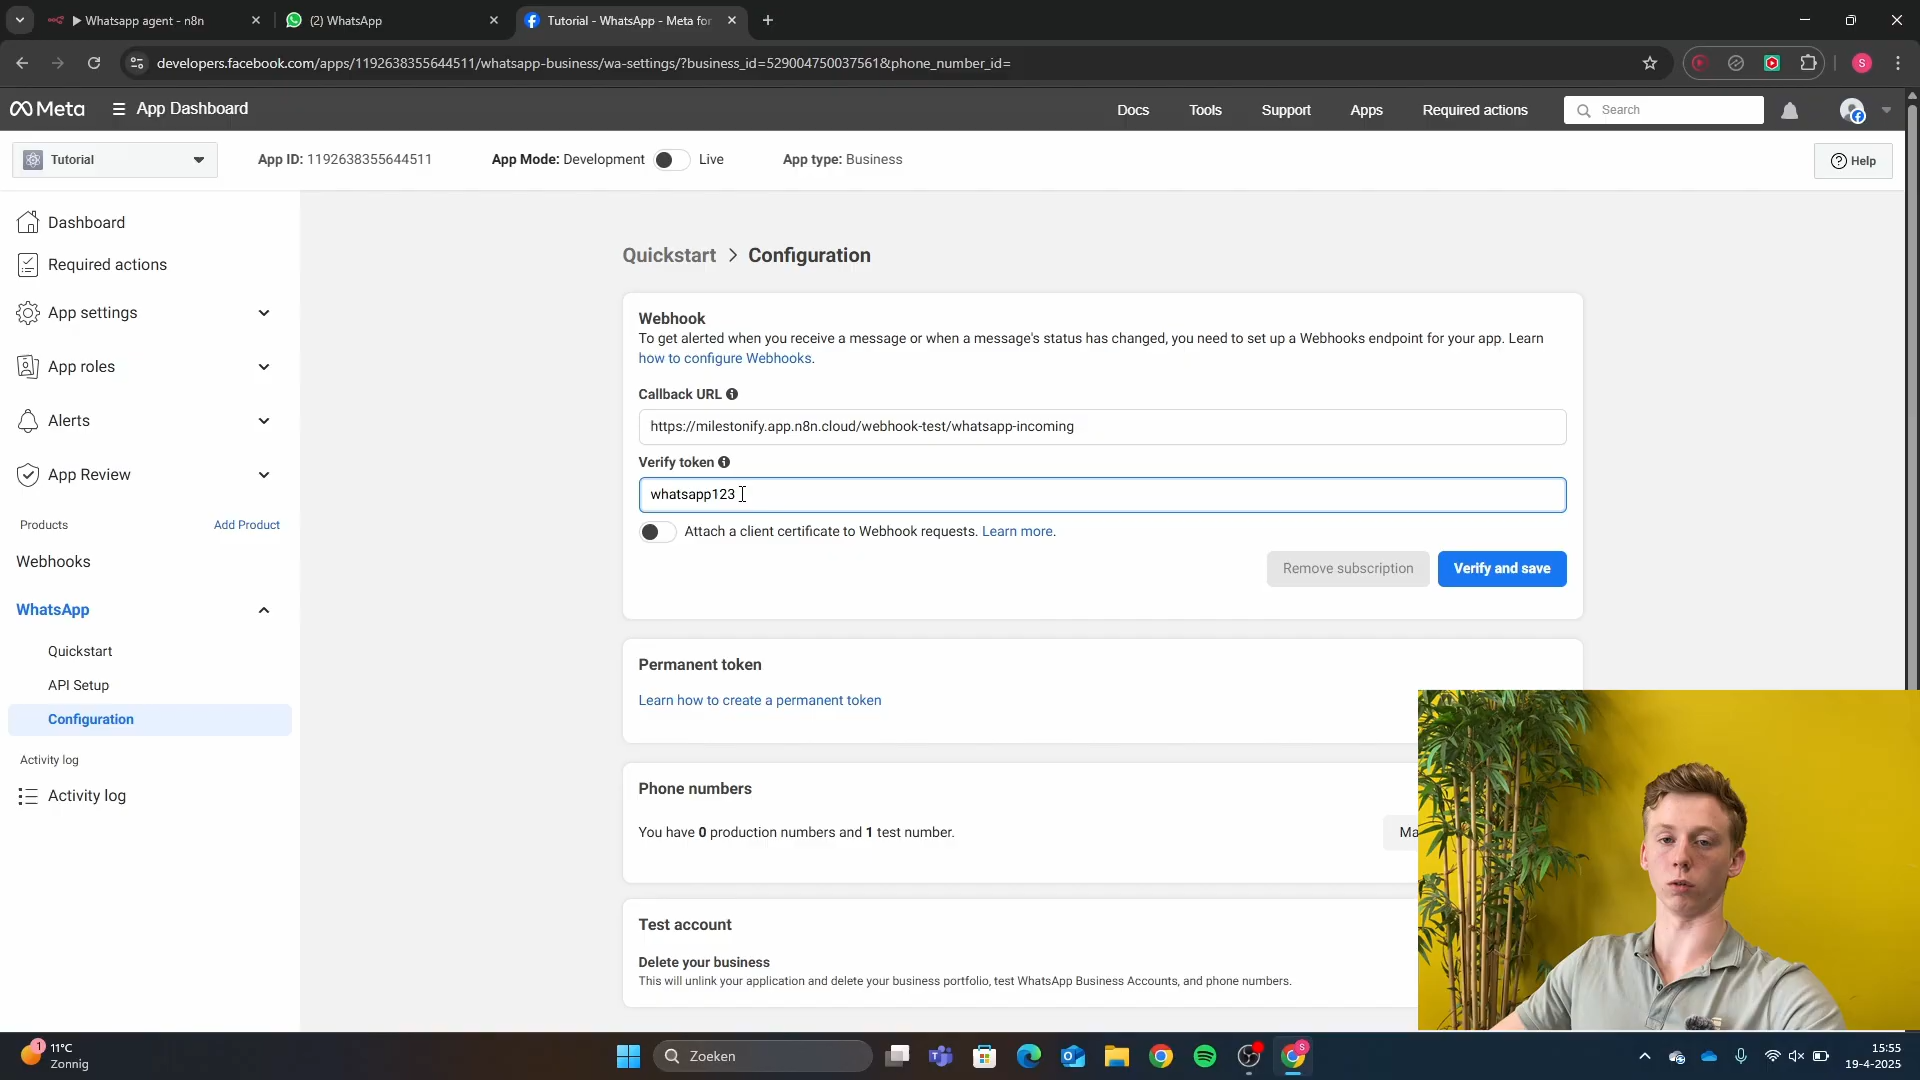 Whatsapp agent - n8n
(2) WhatsApp
Tutorial - WhatsApp - Meta for
developers.facebook.com/apps/1192638355644511/whatsapp-business/wa-settings/?business_id=529004750037561&phone_number_id=
S
Meta
App Dashboard
Docs
Tools
Support
Apps
Required actions
Search
Tutorial
App ID: 1192638355644511
App Mode: Development
Live
App type: Business
Help
Dashboard
Required actions
App settings
App roles
Alerts
App Review
Products
Add Product
Webhooks
WhatsApp
Quickstart
API Setup
Configuration
Activity log
Activity log
Quickstart > Configuration
Webhook
To get alerted when you receive a message or when a message's status has changed, you need to set up a Webhooks endpoint for your app. Learn
how to configure Webhooks.
Callback URL
https://milestonify.app.n8n.cloud/webhook-test/whatsapp-incoming
Verify token
whatsapp123
Attach a client certificate to Webhook requests. Learn more.
Remove subscription
Verify and save
Permanent token
Learn how to create a permanent token
Phone numbers
You have 0 production numbers and 1 test number.
Ma
Test account
Delete your business
This will unlink your application and delete your business portfolio, test WhatsApp Business Accounts, and phone numbers.
1
11°C
Zonnig
Zoeken
S
15:55
19-4-2025